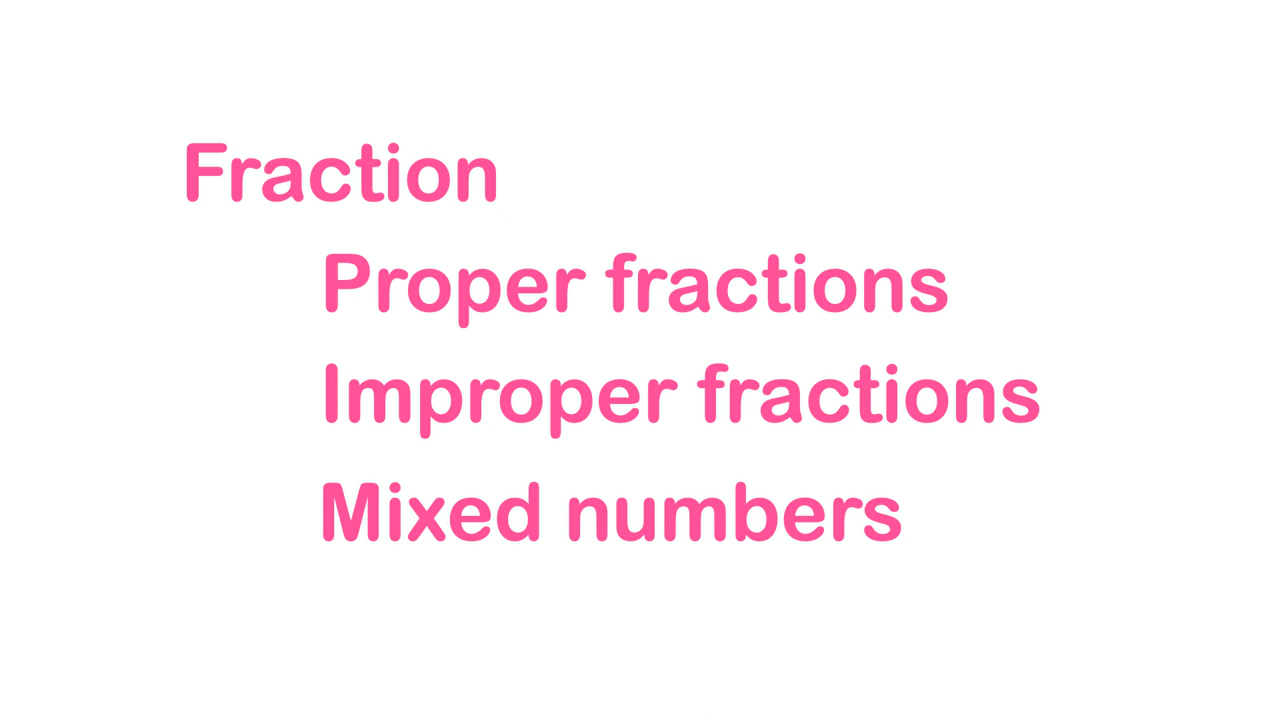 Fraction
Proper fractions
Improper fractions
Mixed numbers